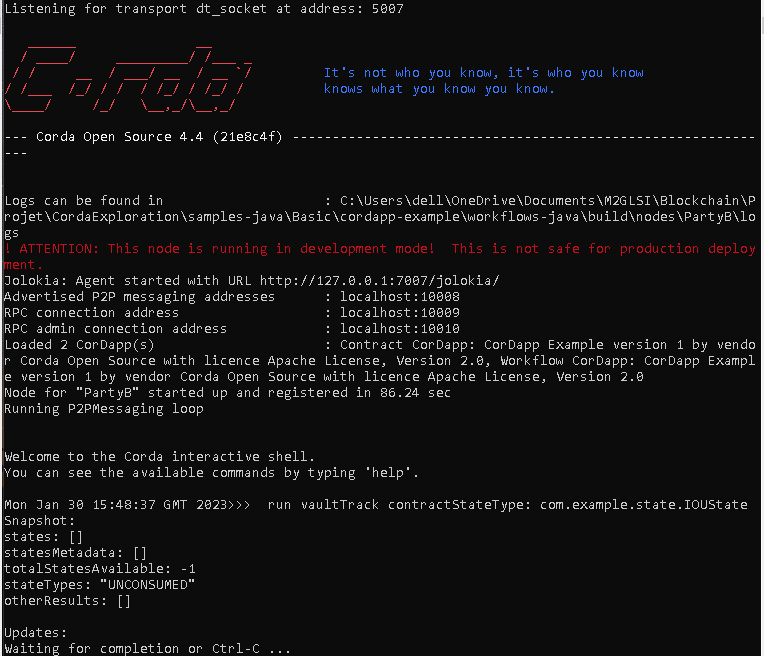 Listening for transport dt_socket at address: 5007
Corda
It's not who you know, it's who you know
knows what you know you know.
--- Corda Open Source 4.4 (21e8c4f) ----------------------------------------------------------
---
Logs can be found in                    : C:\Users\dell\OneDrive\Documents\M2GLSI\Blockchain\P
rojet\CordaExploration\samples-java\Basic\cordapp-example\workflows-java\build\nodes\PartyB\lo
gs
! ATTENTION: This node is running in development mode!  This is not safe for production deploy
ment.
Jolokia: Agent started with URL http://127.0.0.1:7007/jolokia/
Advertised P2P messaging addresses      : localhost:10008
RPC connection address                  : localhost:10009
RPC admin connection address            : localhost:10010
Loaded 2 CorDapp(s)                     : Contract CorDapp: CorDapp Example version 1 by vendo
r Corda Open Source with licence Apache License, Version 2.0, Workflow CorDapp: CorDapp Exampl
e version 1 by vendor Corda Open Source with licence Apache License, Version 2.0
Node for "PartyB" started up and registered in 86.24 sec
Running P2PMessaging loop
Welcome to the Corda interactive shell.
You can see the available commands by typing 'help'.
Mon Jan 30 15:48:37 GMT 2023>>>  run vaultTrack contractStateType: com.example.state.IOUState
Snapshot:
states: []
statesMetadata: []
totalStatesAvailable: -1
stateTypes: "UNCONSUMED"
otherResults: []
Updates:
Waiting for completion or Ctrl-C ...